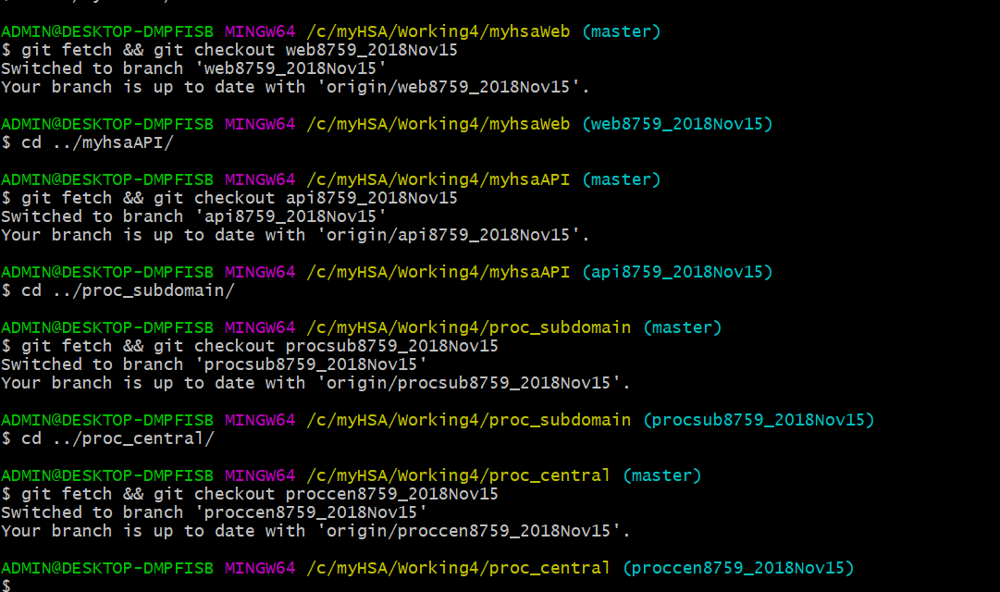 ADMIN@DESKTOP-DMPFISB MINGW64 /c/myHSA/Working4/myhsaWeb (master)
$ git fetch && git checkout web8759_2018Nov15
Switched to branch 'web8759_2018Nov15'
Your branch is up to date with 'origin/web8759_2018Nov15'.
ADMIN@DESKTOP-DMPFISB MINGW64 /c/myHSA/Working4/myhsaWeb (web8759_2018Nov15)
$ cd ../myhsaAPI/
ADMIN@DESKTOP-DMPFISB MINGW64 /c/myHSA/Working4/myhsaAPI (master)
$ git fetch && git checkout api8759_2018Nov15
Switched to branch 'api8759_2018Nov15'
Your branch is up to date with 'origin/api8759_2018Nov15'.
ADMIN@DESKTOP-DMPFISB MINGW64 /c/myHSA/Working4/myhsaAPI (api8759_2018Nov15)
$ cd ../proc_subdomain/
ADMIN@DESKTOP-DMPFISB MINGW64 /c/myHSA/Working4/proc_subdomain (master)
$ git fetch && git checkout procsub8759_2018Nov15
Switched to branch 'procsub8759_2018Nov15'
Your branch is up to date with 'origin/procsub8759_2018Nov15'.
ADMIN@DESKTOP-DMPFISB MINGW64 /c/myHSA/Working4/proc_subdomain (procsub8759_2018Nov15)
$ cd ../proc_central/
ADMIN@DESKTOP-DMPFISB MINGW64 /c/myHSA/Working4/proc_central (master)
$ git fetch && git checkout proccen8759_2018Nov15
Switched to branch 'proccen8759_2018Nov15'
Your branch is up to date with 'origin/proccen8759_2018Nov15'.
ADMIN@DESKTOP-DMPFISB MINGW64 /c/myHSA/Working4/proc_central (proccen8759_2018Nov15)
$